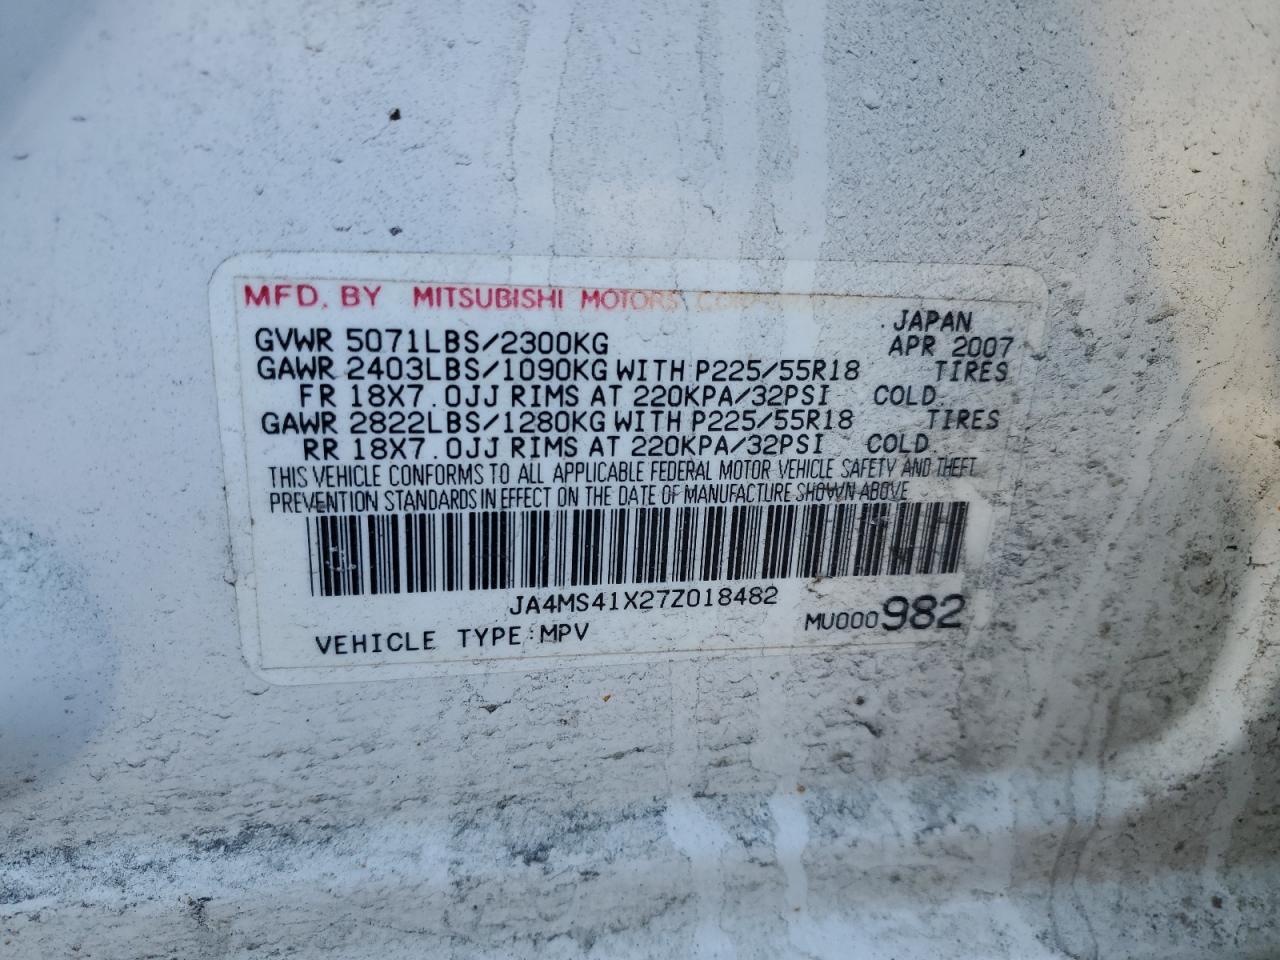 MFD. BY MITSUBISHI MOTORS CORPORATION
JAPAN
GVWR 5071LBS/2300KG APR 2007
GAWR 2403LBS/1090KG WITH P225/55R18 TIRES
FR 18X7.0JJ RIMS AT 220KPA/32PSI COLD.
GAWR 2822LBS/1280KG WITH P225/55R18 TIRES
RR 18X7.0JJ RIMS AT 220KPA/32PSI COLD.
THIS VEHICLE CONFORMS TO ALL APPLICABLE FEDERAL MOTOR VEHICLE SAFETY AND THEFT
PREVENTION STANDARDS IN EFFECT ON THE DATE OF MANUFACTURE SHOWN ABOVE
JA4MS41X27Z018482
VEHICLE TYPE:MPV MU000982